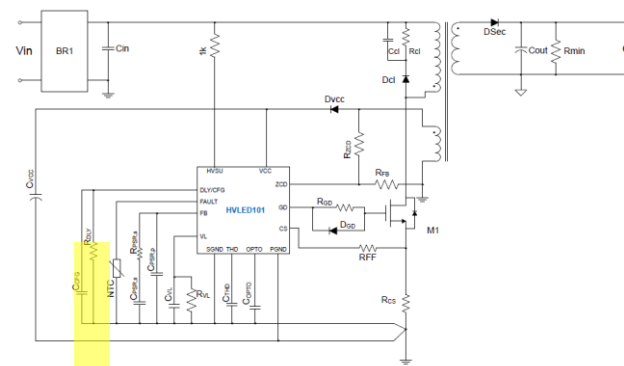 Vin
BR1
Cin
1k
Ccl
Rcl
Dcl
DSec
Cout
Rmin
Dvcc
RZCD
RFB
CVCC
HVSU
VCC
DLY/CFG
FAULT
FB
VL
HVLED101
ZCD
GD
CS
SGND
THD
OPTO
PGND
RGD
DGD
M1
RFF
RCS
RDLY
CCFG
NTC
RPSR,s
CPSR,s
CPSR,p
CVL
RVL
CTHD
COPTO